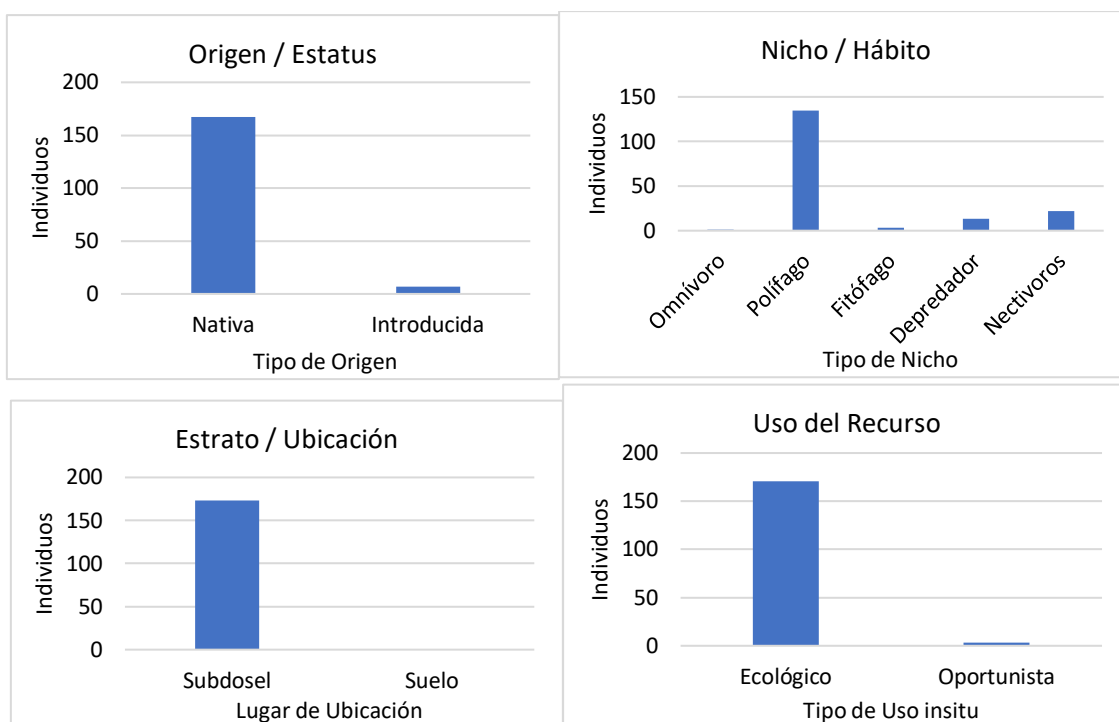 Origen / Estatus
200
150
100
50
0
Individuos
Nativa
Introducida
Tipo de Origen
Nicho / Hábito
150
100
50
0
Individuos
Omnívoro
Polífago
Fitófago
Depredador
Nectivoros
Tipo de Nicho
Estrato / Ubicación
200
150
100
50
0
Individuos
Subdosel
Suelo
Lugar de Ubicación
Uso del Recurso
200
150
100
50
0
Individuos
Ecológico
Oportunista
Tipo de Uso insitu